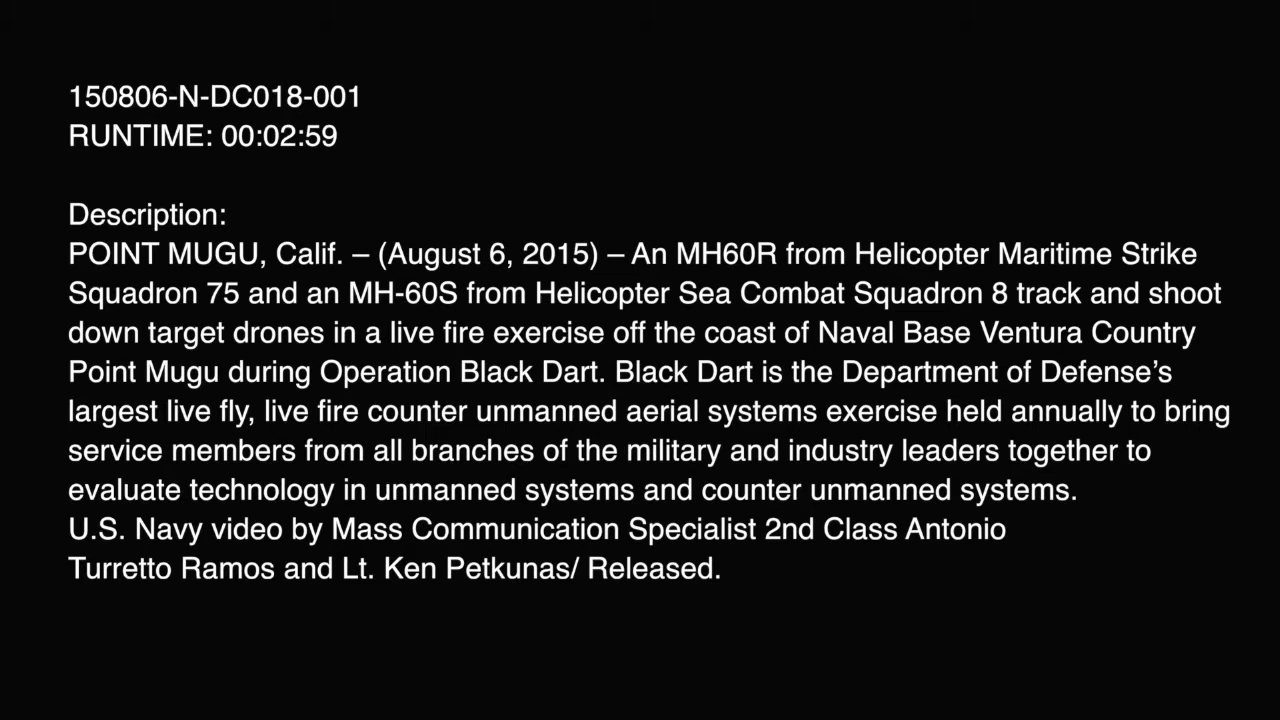 150806-N-DC018-001
RUNTIME: 00:02:59
Description:
POINT MUGU, Calif. – (August 6, 2015) – An MH60R from Helicopter Maritime Strike
Squadron 75 and an MH-60S from Helicopter Sea Combat Squadron 8 track and shoot
down target drones in a live fire exercise off the coast of Naval Base Ventura Country
Point Mugu during Operation Black Dart. Black Dart is the Department of Defense’s
largest live fly, live fire counter unmanned aerial systems exercise held annually to bring
service members from all branches of the military and industry leaders together to
evaluate technology in unmanned systems and counter unmanned systems.
U.S. Navy video by Mass Communication Specialist 2nd Class Antonio
Turretto Ramos and Lt. Ken Petkunas/ Released.